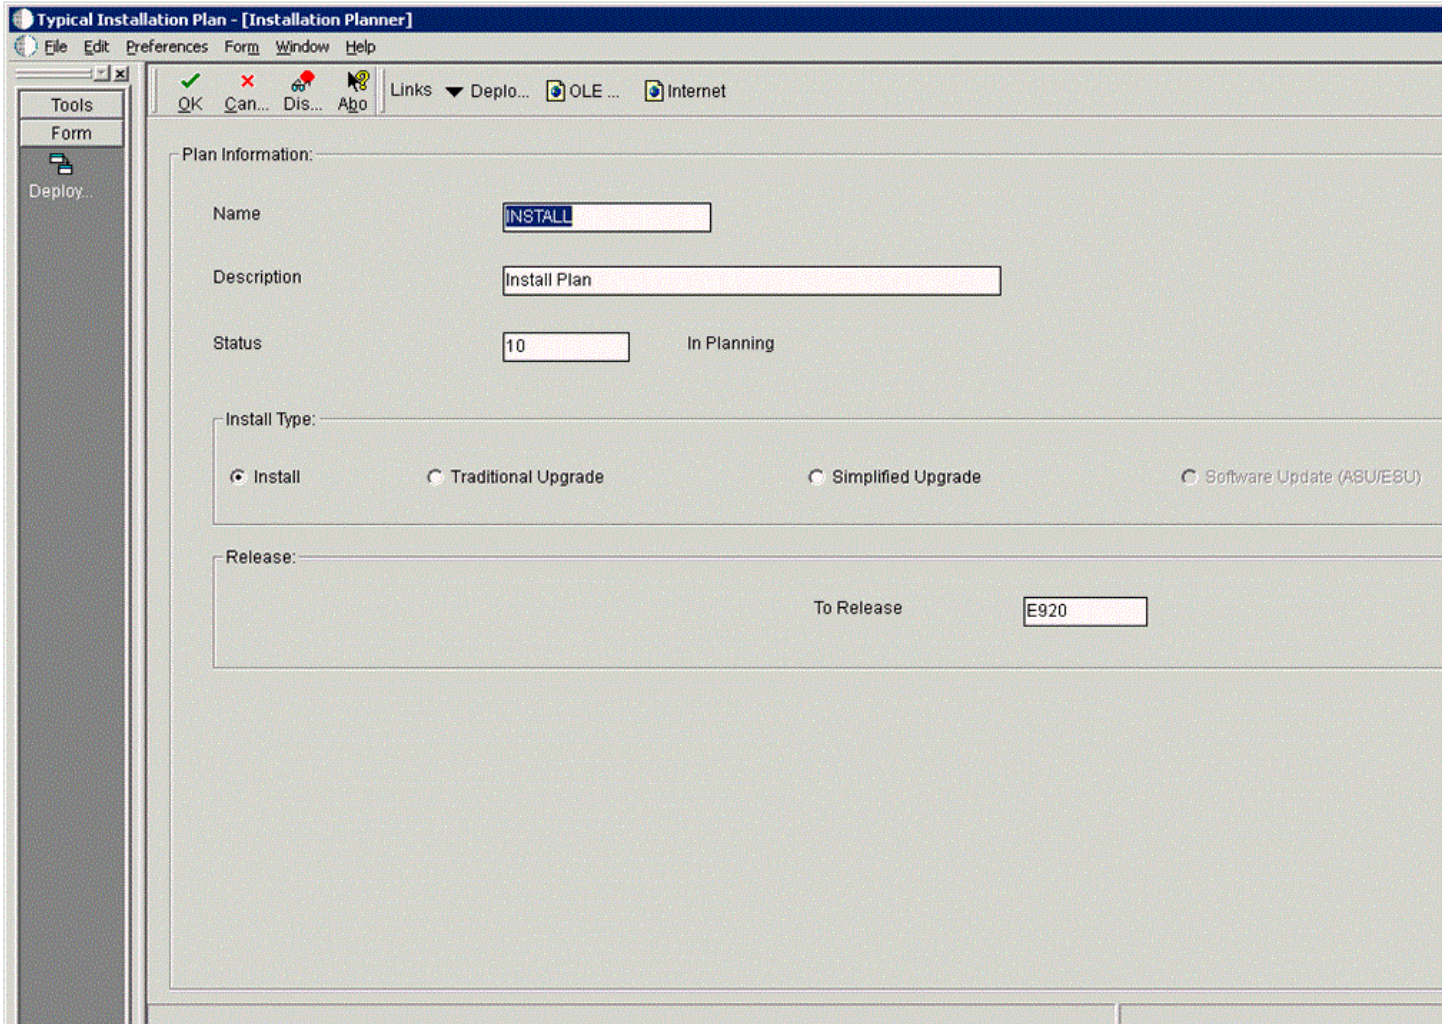 Typical Installation Plan - [Installation Planner]
File Edit Preferences Form Window Help
Tools
Form
Deploy...
OK Can... Dis... Abo Links Deplo... OLE ... Internet
Plan Information:
Name INSTALL
Description Install Plan
Status 10 In Planning
Install Type:
Install Traditional Upgrade Simplified Upgrade Software Update (ASU/ESU)
Release:
To Release E920